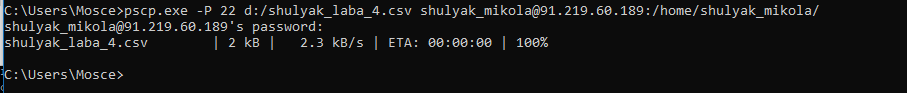 C:\Users\Mosce>pscp.exe -P 22 d:/shulyak_laba_4.csv shulyak_mikola@91.219.60.189:/home/shulyak_mikola/
shulyak_mikola@91.219.60.189's password:
shulyak_laba_4.csv        | 2 kB |   2.3 kB/s | ETA: 00:00:00 | 100%
C:\Users\Mosce>